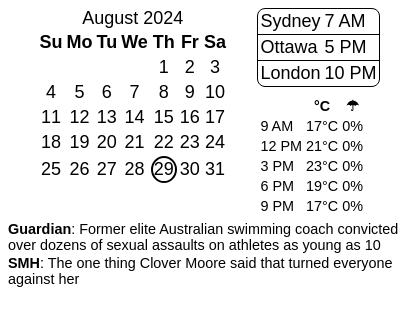 August 2024
Su Mo Tu We Th Fr Sa
1 2 3
4 5 6 7 8 9 10
11 12 13 14 15 16 17
18 19 20 21 22 23 24
25 26 27 28 29 30 31
Sydney 7 AM
Ottawa 5 PM
London 10 PM
°C ☂
9 AM 17°C 0%
12 PM 21°C 0%
3 PM 23°C 0%
6 PM 19°C 0%
9 PM 17°C 0%
Guardian: Former elite Australian swimming coach convicted
over dozens of sexual assaults on athletes as young as 10
SMH: The one thing Clover Moore said that turned everyone
against her